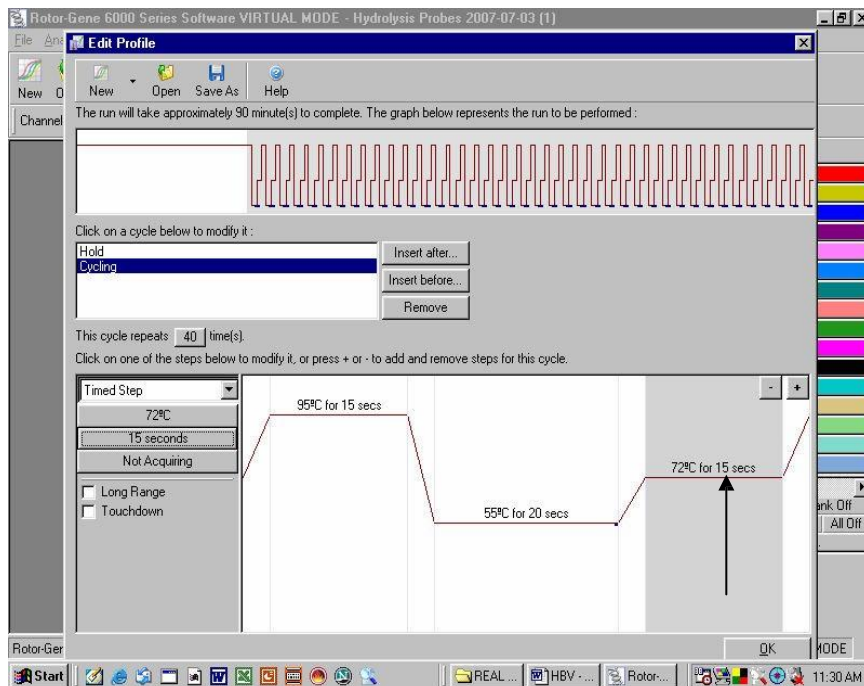 Rotor-Gene 6000 Series Software VIRTUAL MODE - Hydrolysis Probes 2007-07-03 (1)
File Ana
Edit Profile
New
New Open Save As Help
Channel
The run will take approximately 90 minute(s) to complete. The graph below represents the run to be performed :
Click on a cycle below to modify it :
Hold
Cycling
Insert after...
Insert before...
Remove
This cycle repeats 40 time(s).
Click on one of the steps below to modify it, or press + or - to add and remove steps for this cycle.
Timed Step
72ºC
15 seconds
Not Acquiring
Long Range
Touchdown
95ºC for 15 secs
55ºC for 20 secs
72ºC for 15 secs
- +
ank Off
All Off
OK
Rotor-Gen
MODE
Start
REAL ...
HBV - ...
Rotor-...
11:30 AM